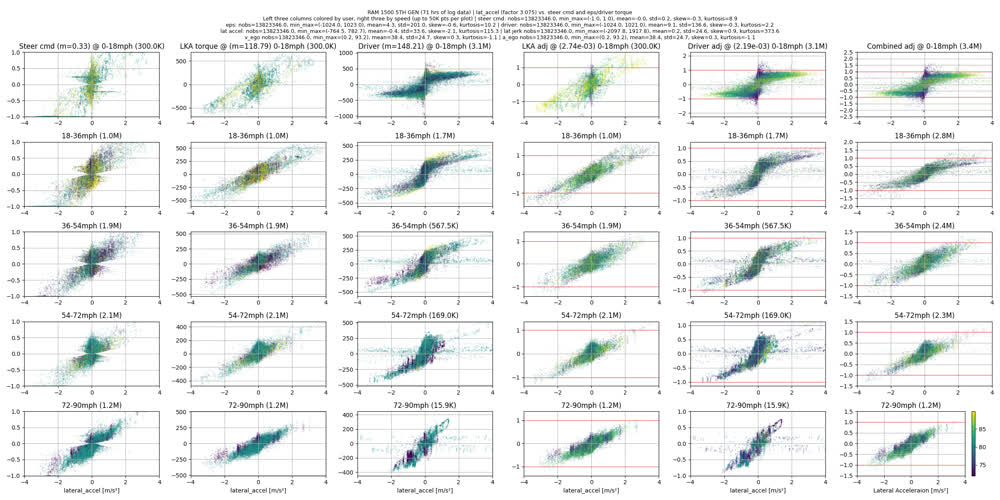 RAM 1500 5TH GEN (71 hrs of log data) | lat_accel (factor 3.075) vs. steer cmd and eps/driver torque
Left three columns colored by user, right three by speed (up to 50K pts per plot) | steer cmd: nobs=13823346.0, min_max=(-1.0, 1.0), mean=-0.0, std=0.2, skew=-0.3, kurtosis=8.9
eps: nobs=13823346.0, min_max=(-1024.0, 1023.0), mean=-4.3, std=201.0, skew=-0.6, kurtosis=10.2 | driver: nobs=13823346.0, min_max=(-1024.0, 1021.0), mean=9.1, std=136.6, skew=-0.3, kurtosis=2.2
lat accel: nobs=13823346.0, min_max=(-764.5, 782.7), mean=-0.4, std=33.6, skew=-2.1, kurtosis=115.3 | lat jerk nobs=13823346.0, min_max=(-2097.8, 1917.8), mean=0.2, std=24.6, skew=0.9, kurtosis=373.6
v_ego nobs=13823346.0, min_max=(0.2, 93.2), mean=38.4, std=24.7, skew=0.3, kurtosis=-1.1 | a_ego nobs=13823346.0, min_max=(0.2, 93.2), mean=38.4, std=24.7, skew=0.3, kurtosis=-1.1
Steer cmd (m=0.33) @ 0-18mph (300.0K)
LKA torque (m=118.79) 0-18mph (300.0K)
Driver (m=148.21) 0-18mph (3.1M)
LKA adj (2.74e-03) 0-18mph (300.0K)
Driver adj (2.19e-03) 0-18mph (3.1M)
Combined adj @ 0-18mph (3.4M)
18-36mph (1.0M)
18-36mph (1.0M)
18-36mph (1.7M)
18-36mph (1.0M)
18-36mph (1.7M)
18-36mph (2.8M)
36-54mph (1.9M)
36-54mph (1.9M)
36-54mph (567.5K)
36-54mph (1.9M)
36-54mph (567.5K)
36-54mph (2.4M)
54-72mph (2.1M)
54-72mph (2.1M)
54-72mph (169.0K)
54-72mph (2.1M)
54-72mph (169.0K)
54-72mph (2.3M)
72-90mph (1.2M)
72-90mph (1.2M)
72-90mph (15.9K)
72-90mph (1.2M)
72-90mph (15.9K)
72-90mph (1.2M)
85
80
75
lateral_accel [m/s²]
lateral_accel [m/s²]
lateral_accel [m/s²]
lateral_accel [m/s²]
lateral_accel [m/s²]
Lateral Acceleraion [m/s²]